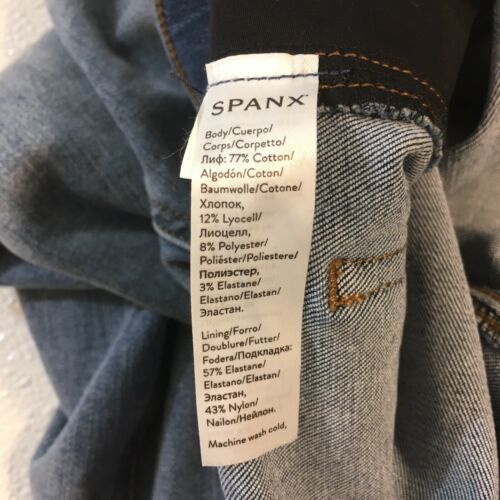 SPANX
Body/Cuerpo/
Corps/Corpetto/
Лиф: 77% Cotton/
Algodón/Coton/
Baumwolle/Cotone/
Хлопок,
12% Lyocell/
Лиоцелл,
8% Polyester/
Poliéster/Poliestere/
Полиэстер,
3% Elastane/
Elastano/Elastan/
Эластан.
Lining/Forro/
Doublure/Futter/
Fodera/Подкладка:
57% Elastane/
Elastano/Elastan/
Эластан,
43% Nylon/
Nailon/Нейлон.
Machine wash cold,